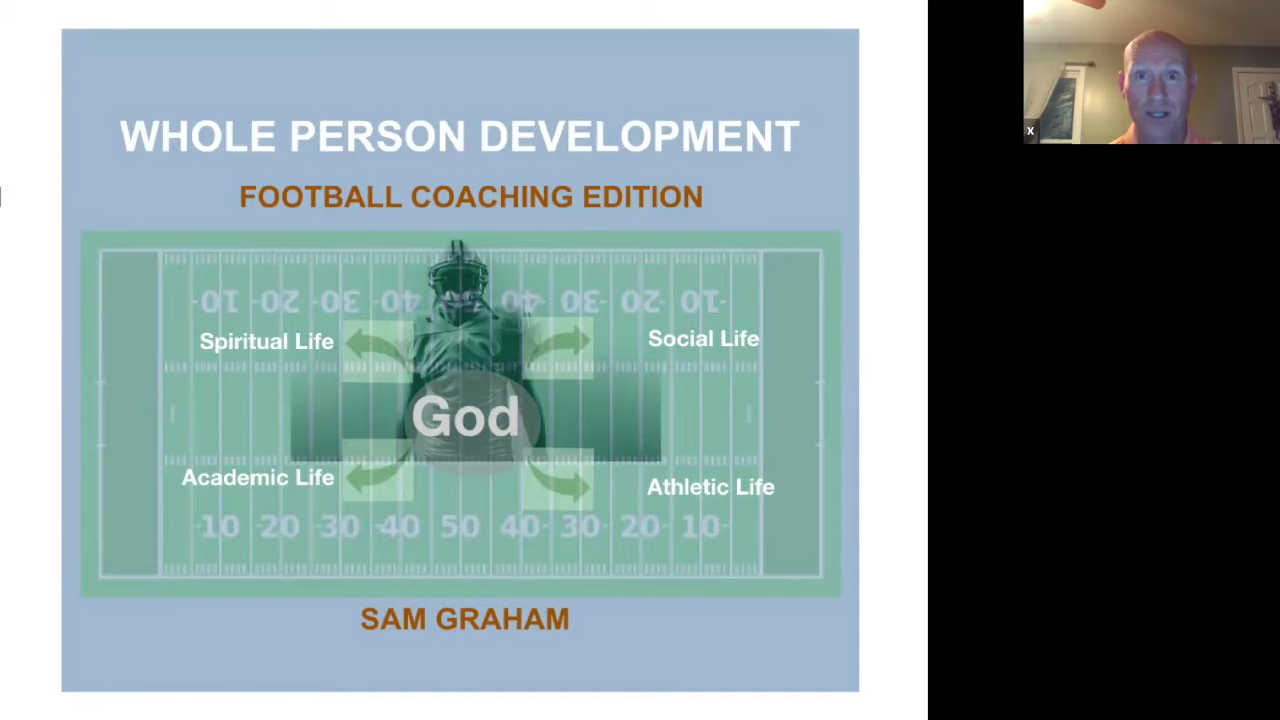 WHOLE PERSON DEVELOPMENT
FOOTBALL COACHING EDITION
10 20 30 40 40 30 20 10
Spiritual Life
Social Life
God
Academic Life
Athletic Life
10 20 30 40 50 40 30 20 10
SAM GRAHAM
X